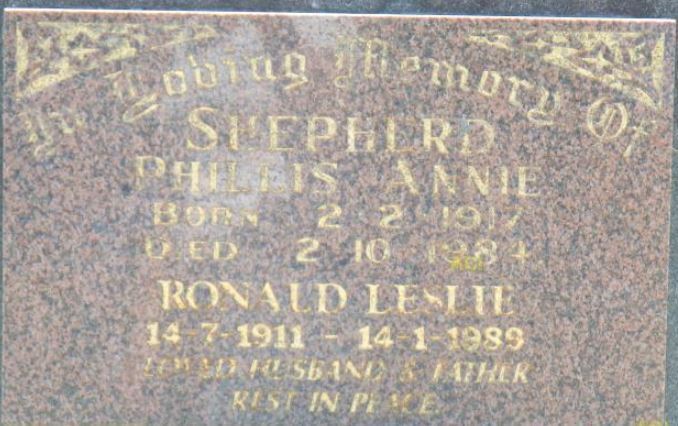 In Loving Memory Of
SHEPHERD
PHILLIS ANNIE
BORN 2 2 1917
DIED 2 10 1984
RONALD LESLIE
14-7-1911 - 14-1-1989
LOVED HUSBAND & FATHER
REST IN PEACE